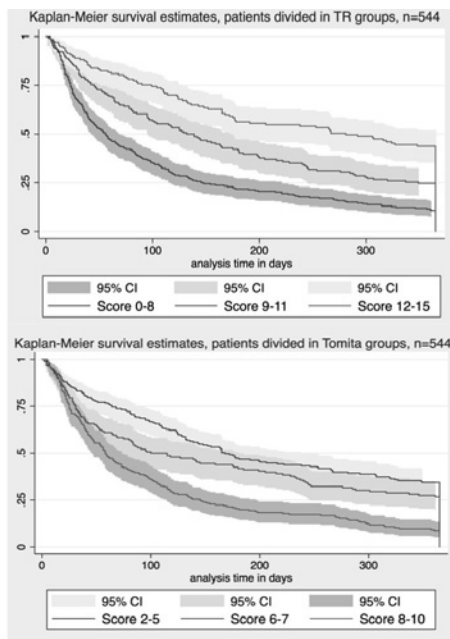 Kaplan-Meier survival estimates, patients divided in TR groups, n=544
1
.75
.5
.25
0
0 100 200 300
analysis time in days
95% CI 95% CI 95% CI
Score 0-8 Score 9-11 Score 12-15
Kaplan-Meier survival estimates, patients divided in Tomita groups, n=544
1
.75
.5
.25
0
0 100 200 300
analysis time in days
95% CI 95% CI 95% CI
Score 2-5 Score 6-7 Score 8-10